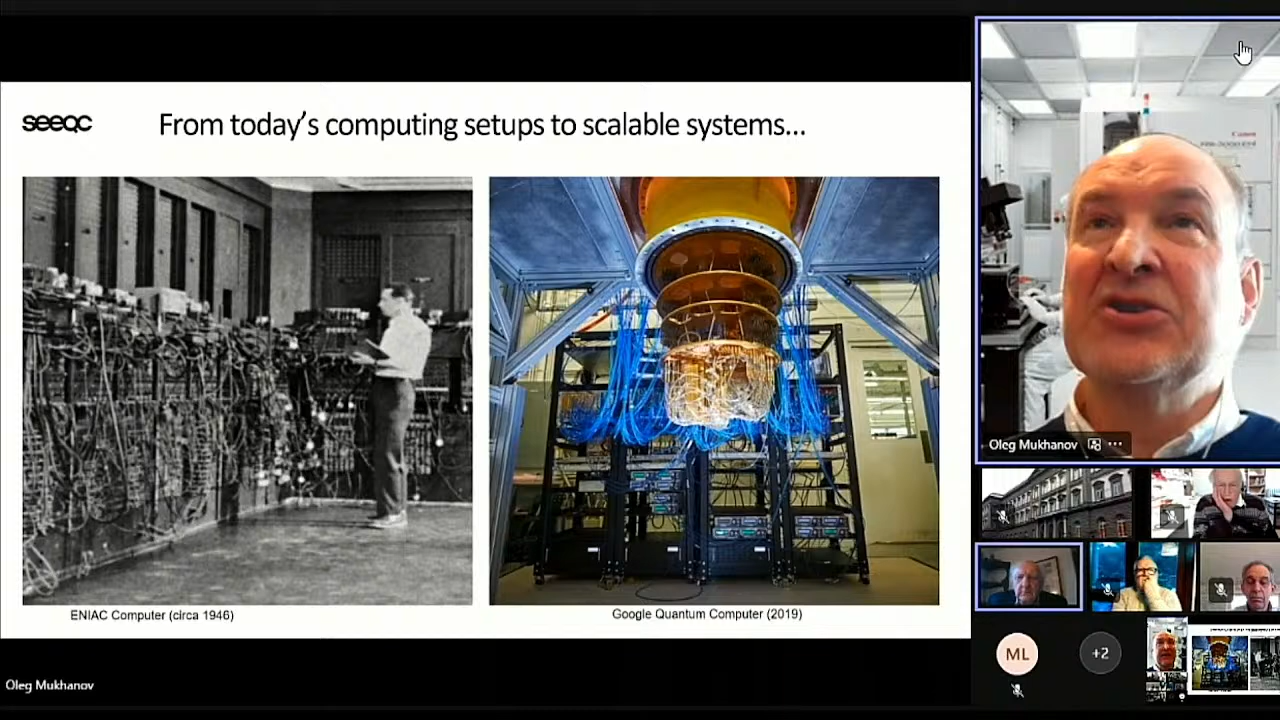 seeQc
From today's computing setups to scalable systems...
ENIAC Computer (circa 1946)
Google Quantum Computer (2019)
Oleg Mukhanov
Canon
Oleg Mukhanov
ML
+2